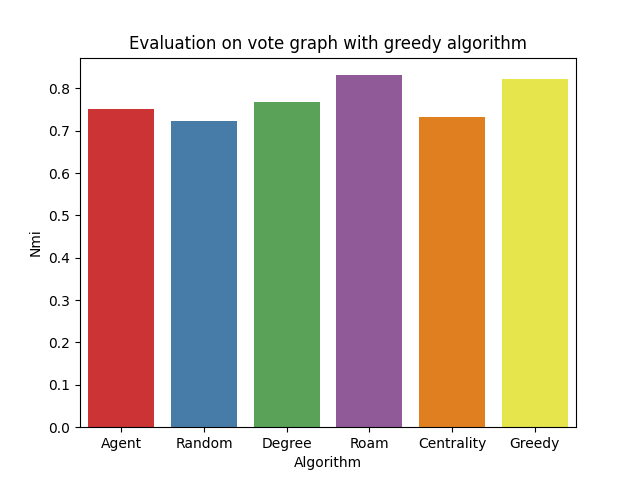 Evaluation on vote graph with greedy algorithm
0.8
0.7
0.6
0.5
0.4
0.3
0.2
0.1
0.0
Nmi
Agent Random Degree Roam Centrality Greedy
Algorithm